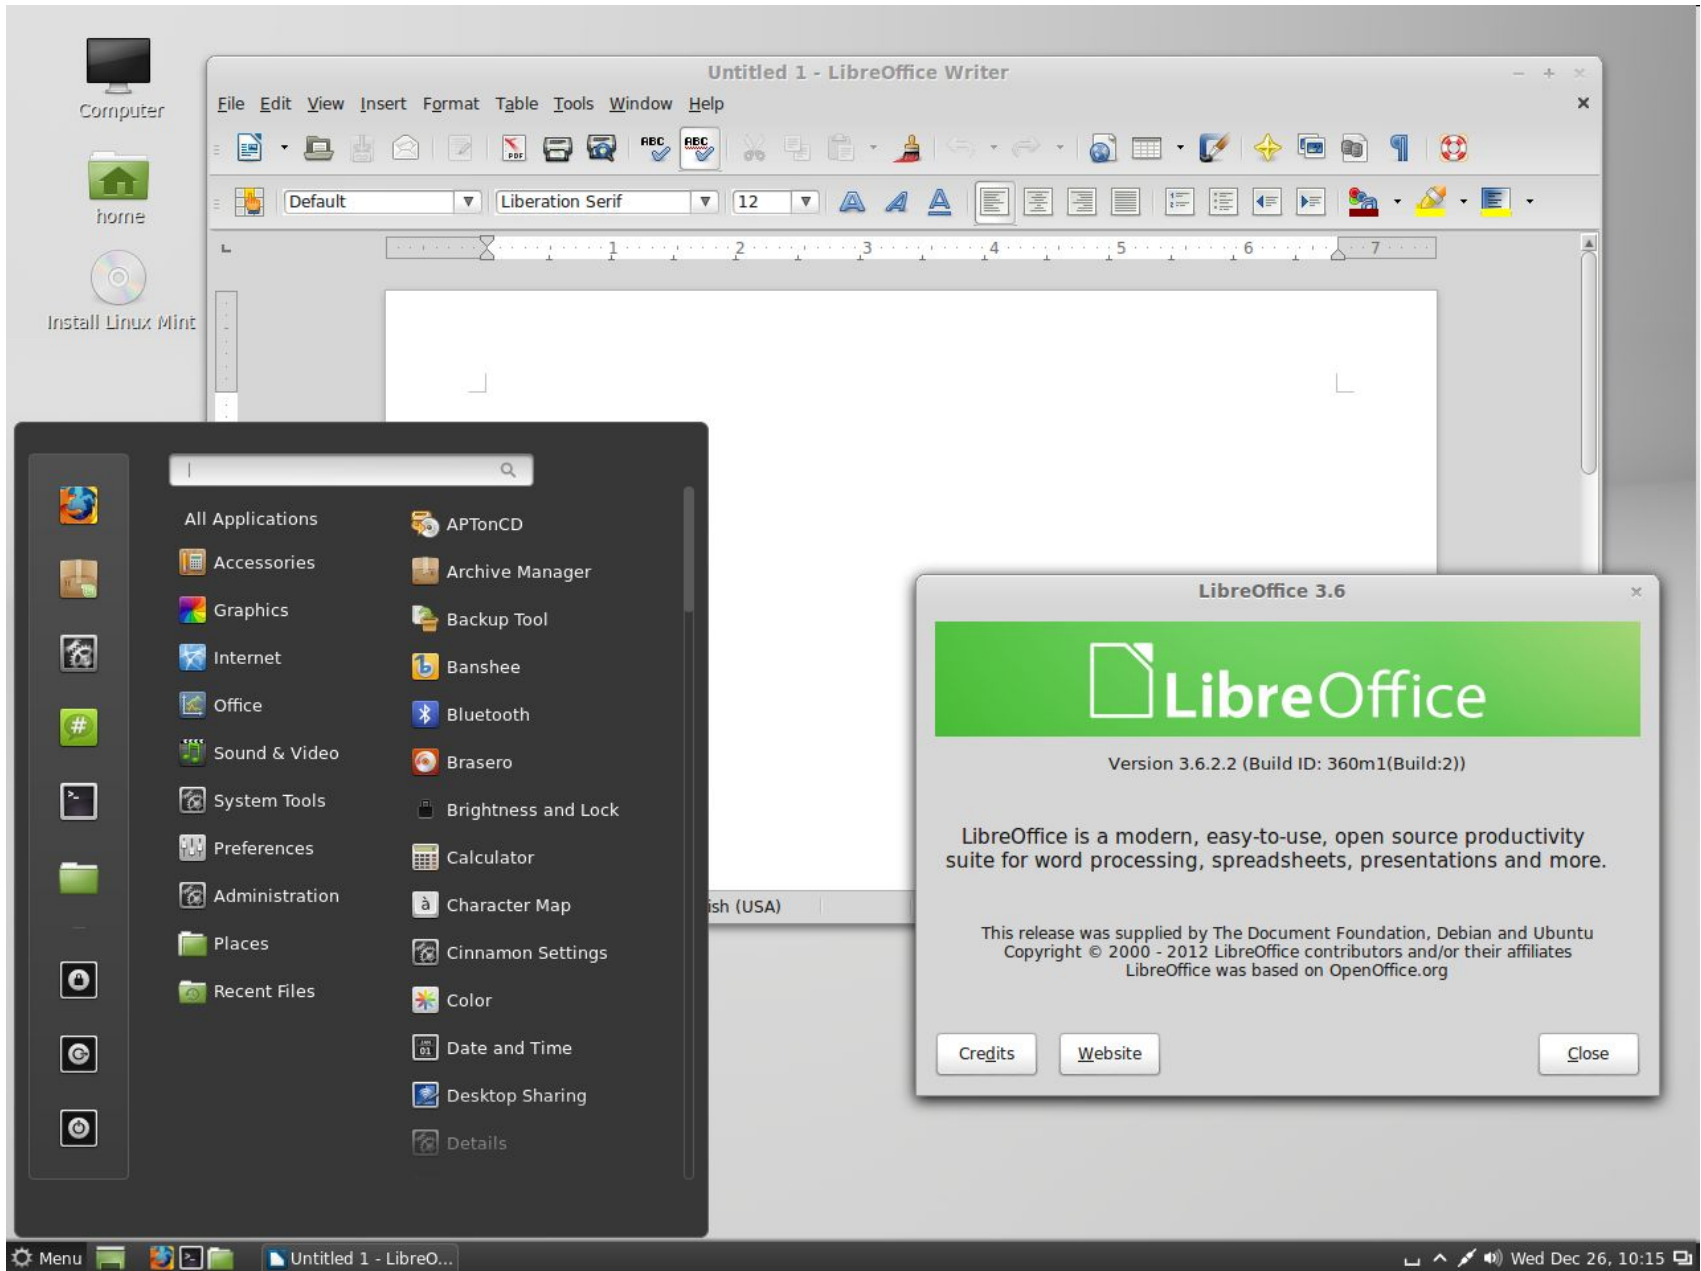 Computer
home
Install Linux Mint
Untitled 1 - LibreOffice Writer
File Edit View Insert Format Table Tools Window Help
PDF ABC ABC
Default Liberation Serif 12
1 2 3 4 5 6 7
All Applications
Accessories
Graphics
Internet
Office
Sound & Video
System Tools
Preferences
Administration
Places
Recent Files
APTonCD
Archive Manager
Backup Tool
Banshee
Bluetooth
Brasero
Brightness and Lock
Calculator
Character Map
Cinnamon Settings
Color
Date and Time
Desktop Sharing
Details
ish (USA)
LibreOffice 3.6
LibreOffice
Version 3.6.2.2 (Build ID: 360m1(Build:2))
LibreOffice is a modern, easy-to-use, open source productivity
suite for word processing, spreadsheets, presentations and more.
This release was supplied by The Document Foundation, Debian and Ubuntu
Copyright © 2000 - 2012 LibreOffice contributors and/or their affiliates
LibreOffice was based on OpenOffice.org
Credits Website Close
Menu Untitled 1 - LibreO... Wed Dec 26, 10:15